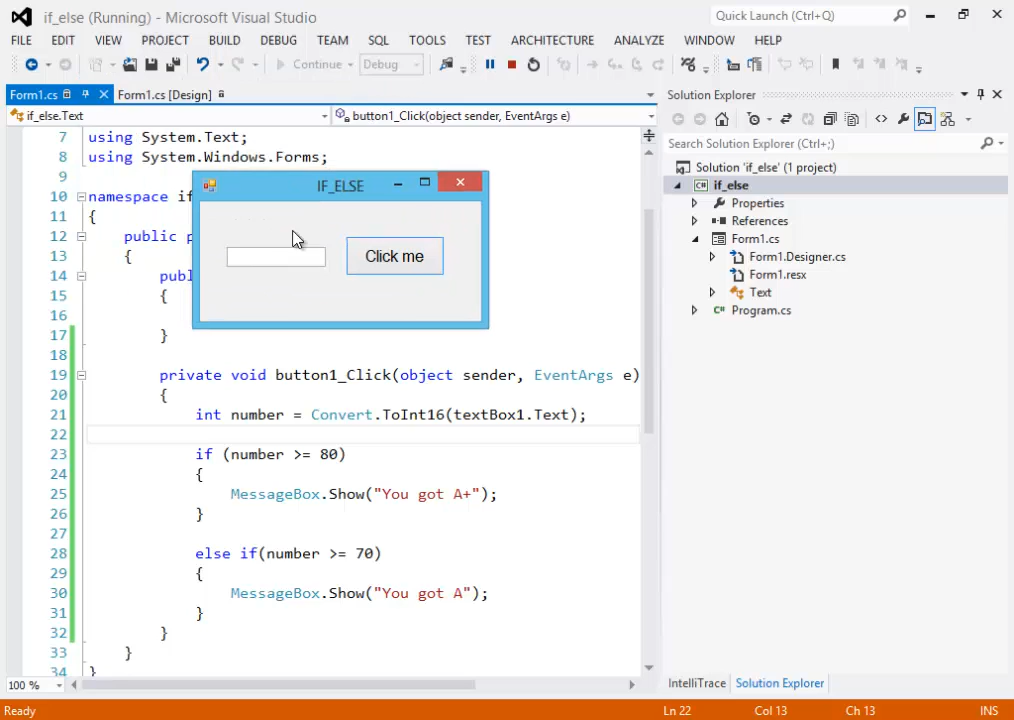 if_else (Running) - Microsoft Visual Studio
Quick Launch (Ctrl+Q)
FILE EDIT VIEW PROJECT BUILD DEBUG TEAM SQL TOOLS TEST ARCHITECTURE ANALYZE WINDOW HELP
Continue Debug
Form1.cs Form1.cs [Design]
if_else.Text button1_Click(object sender, EventArgs e)
7 using System.Text;
8 using System.Windows.Forms;
9
10 namespace if
11 {
12 public p
13 {
14 publ
15 {
16
17 }
18
19 private void button1_Click(object sender, EventArgs e)
20 {
21 int number = Convert.ToInt16(textBox1.Text);
22
23 if (number >= 80)
24 {
25 MessageBox.Show("You got A+");
26 }
27
28 else if(number >= 70)
29 {
30 MessageBox.Show("You got A");
31 }
32 }
33 }
34 }
IF_ELSE
Click me
100 %
Solution Explorer
Search Solution Explorer (Ctrl+;)
Solution 'if_else' (1 project)
if_else
Properties
References
Form1.cs
Form1.Designer.cs
Form1.resx
Text
Program.cs
IntelliTrace Solution Explorer
Ready Ln 22 Col 13 Ch 13 INS